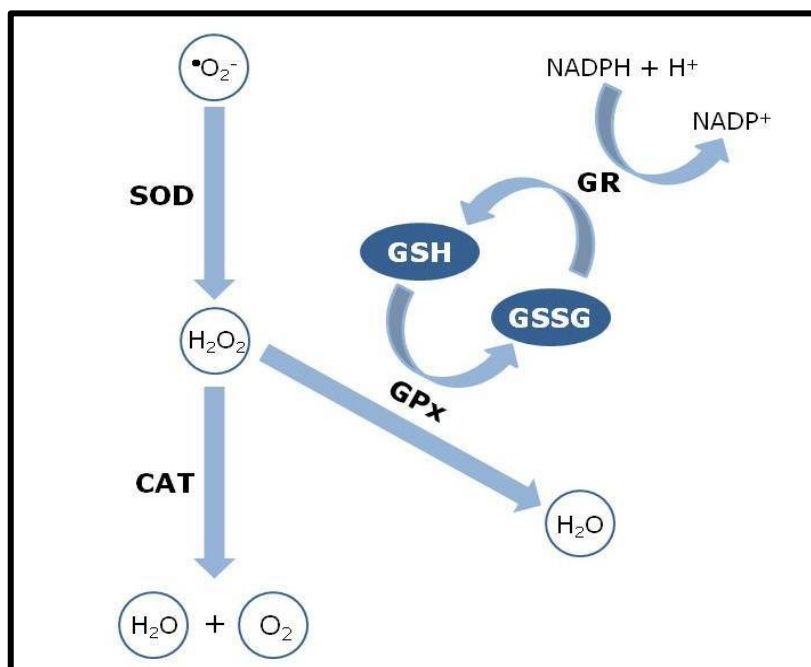 •O₂⁻
NADPH + H⁺
NADP⁺
SOD
GR
GSH
GSSG
H₂O₂
GPx
CAT
H₂O
H₂O + O₂